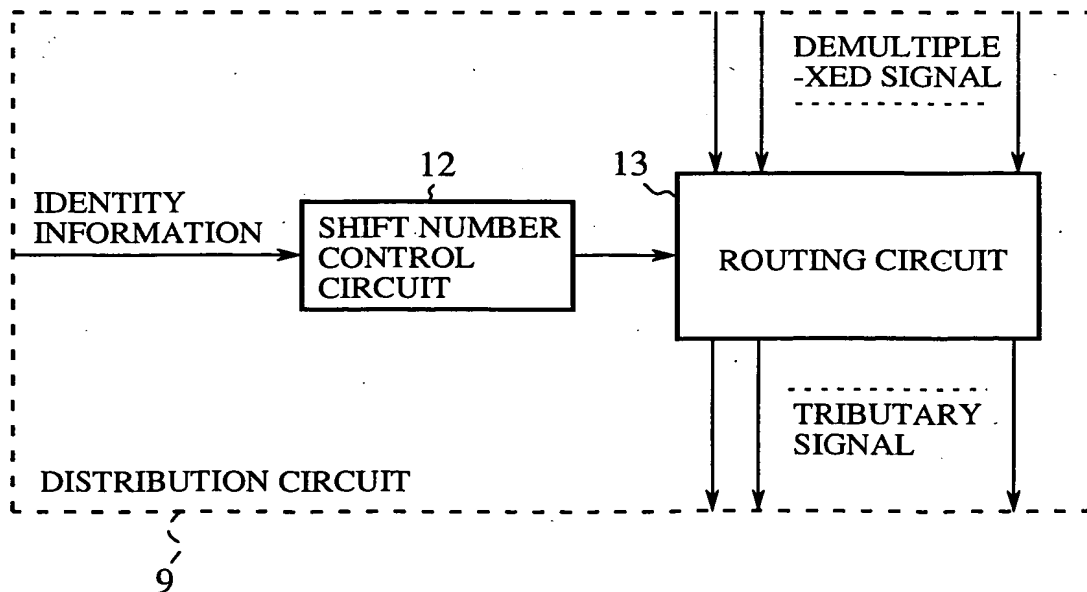 DEMULTIPLE
-XED SIGNAL
12
13
IDENTITY
INFORMATION
SHIFT NUMBER
CONTROL
CIRCUIT
ROUTING CIRCUIT
TRIBUTARY
SIGNAL
DISTRIBUTION CIRCUIT
9